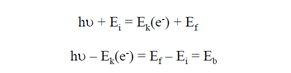 hυ + Eᵢ = Eₖ(e⁻) + E_f
hυ – Eₖ(e⁻) = E_f – Eᵢ = E_b